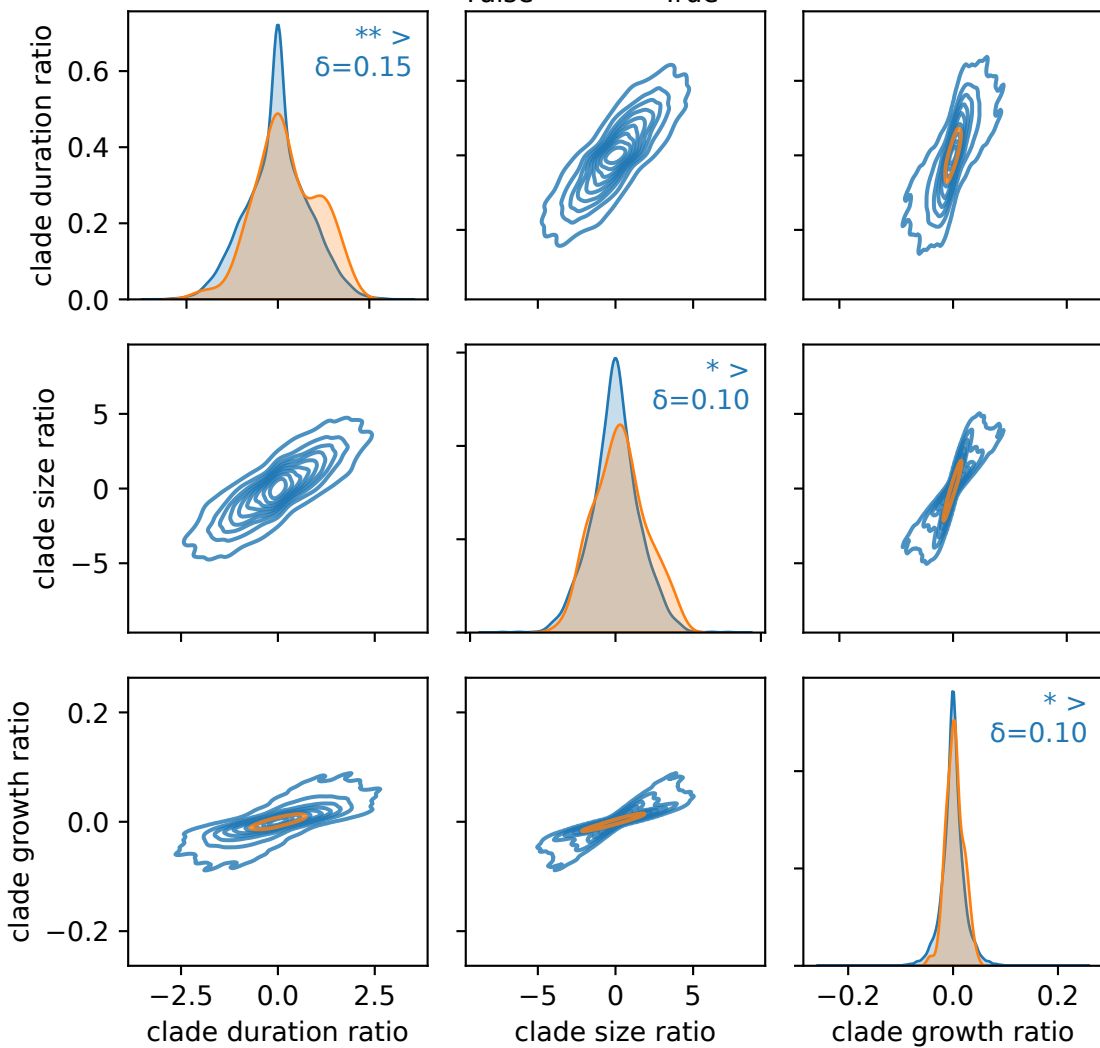 ** >
δ=0.15
clade duration ratio
0.6
0.4
0.2
0.0
* >
δ=0.10
clade size ratio
5
0
−5
* >
δ=0.10
clade growth ratio
0.2
0.0
−0.2
−2.5 0.0 2.5 −5 0 5 −0.2 0.0 0.2
clade duration ratio clade size ratio clade growth ratio